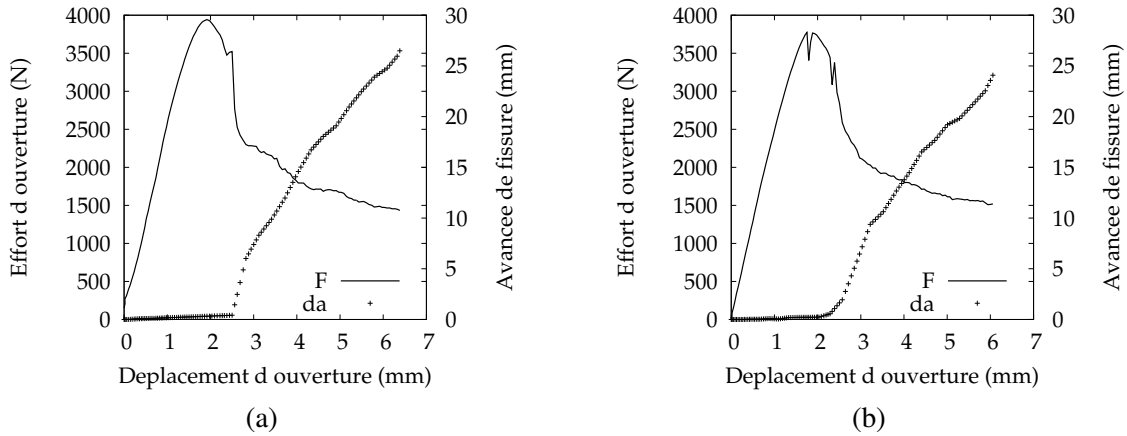 4000
3500
3000
2500
2000
1500
1000
500
0
Effort d ouverture (N)
0 1 2 3 4 5 6 7
Deplacement d ouverture (mm)
30
25
20
15
10
5
0
Avancée de fissure (mm)
F
da
(a)
4000
3500
3000
2500
2000
1500
1000
500
0
Effort d ouverture (N)
0 1 2 3 4 5 6 7
Deplacement d ouverture (mm)
30
25
20
15
10
5
0
Avancée de fissure (mm)
F
da
(b)